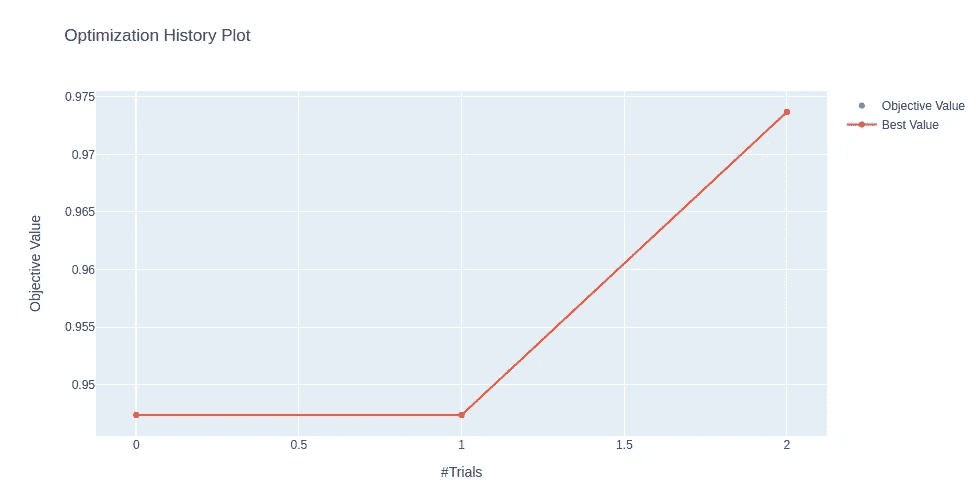 Optimization History Plot
Objective Value
Best Value
0.975
0.97
0.965
0.96
0.955
0.95
Objective Value
0
0.5
1
1.5
2
#Trials